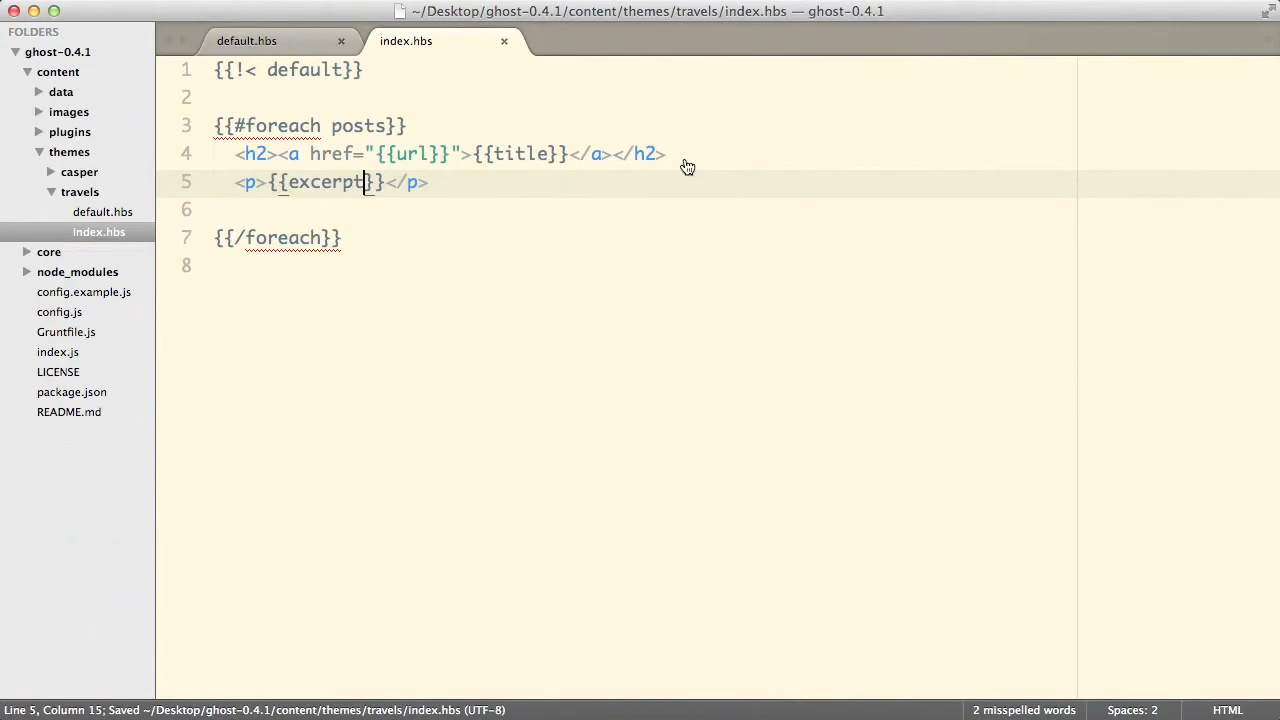 ~/Desktop/ghost-0.4.1/content/themes/travels/index.hbs — ghost-0.4.1
FOLDERS
ghost-0.4.1
content
data
images
plugins
themes
casper
travels
default.hbs
index.hbs
core
node_modules
config.example.js
config.js
Gruntfile.js
index.js
LICENSE
package.json
README.md
default.hbs × index.hbs ×
1 {{!< default}}
2
3 {{#foreach posts}}
4 <h2><a href="{{url}}">{{title}}</a></h2>
5 <p>{{excerpt}}</p>
6
7 {{/foreach}}
8
Line 5, Column 15; Saved ~/Desktop/ghost-0.4.1/content/themes/travels/index.hbs (UTF-8) 2 misspelled words Spaces: 2 HTML